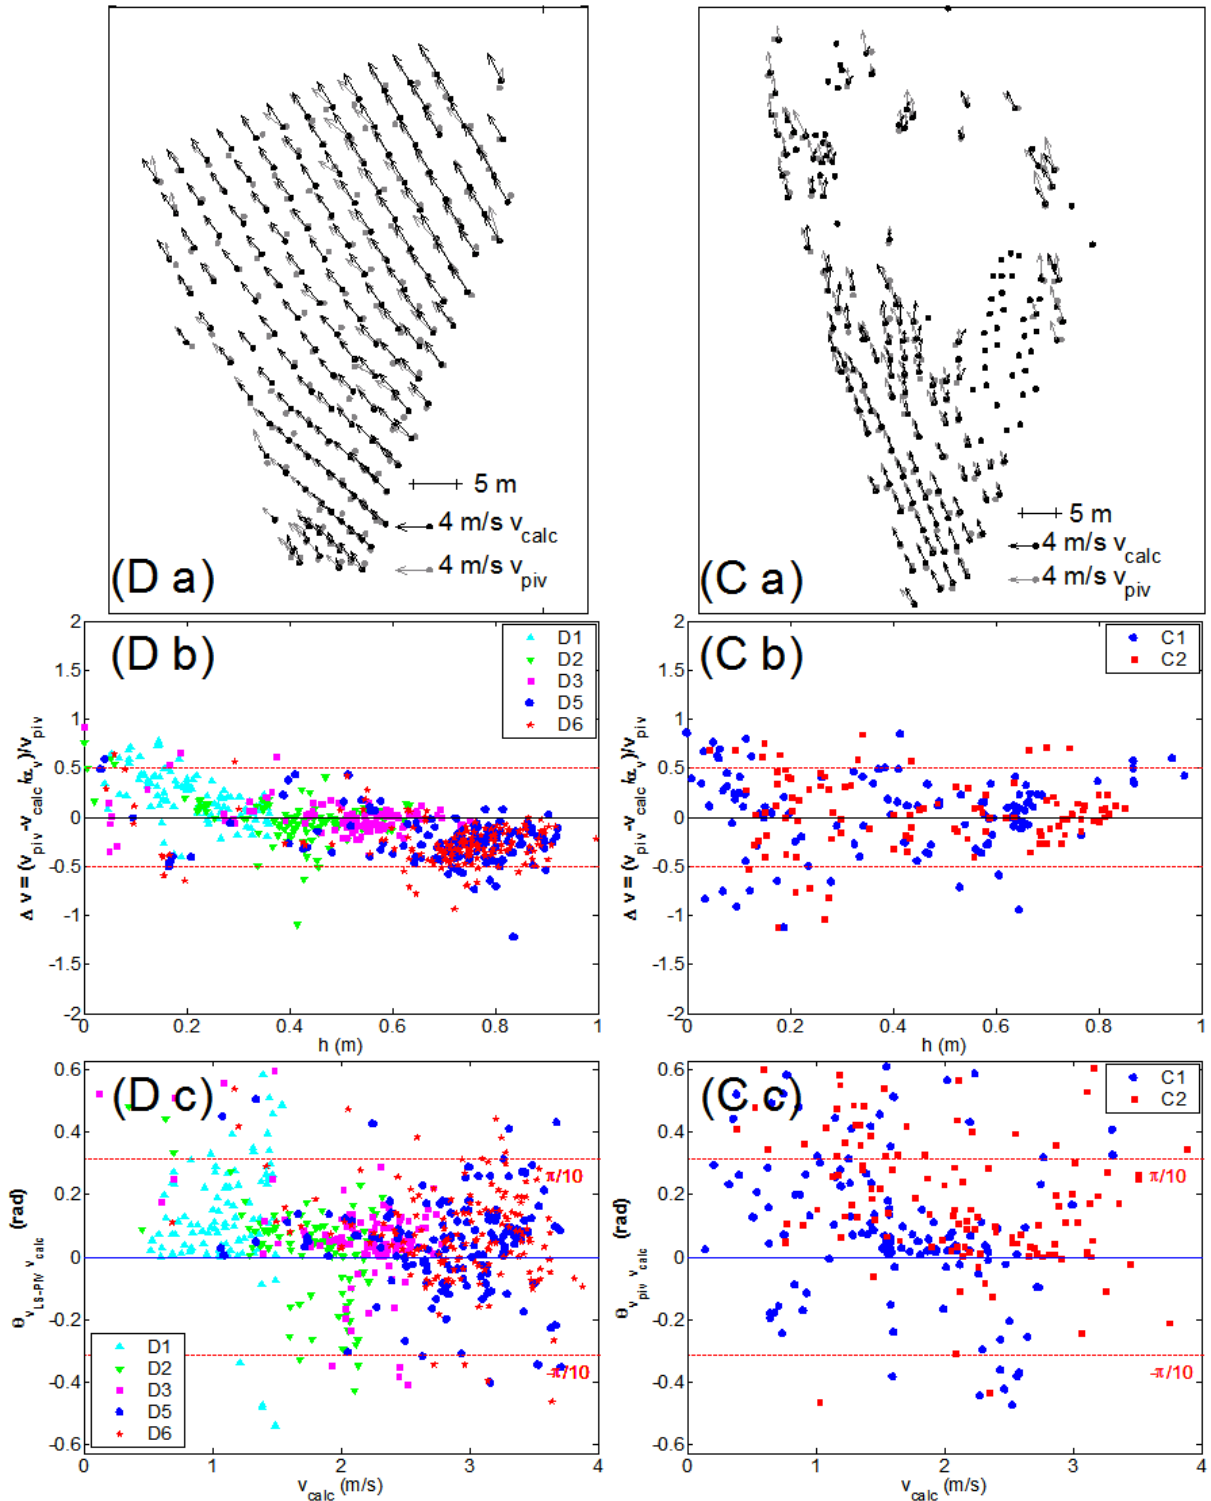 5 m
4 m/s v_calc
4 m/s v_piv
(D a)
5 m
4 m/s v_calc
4 m/s v_piv
(C a)
(D b)
D1
D2
D3
D5
D6
Δ v = (v_piv -v_calc /α_v)/v_piv
2
1.5
1
0.5
0
-0.5
-1
-1.5
-2
0 0.2 0.4 0.6 0.8 1
h (m)
(C b)
C1
C2
Δ v = (v_piv -v_calc /α_v)/v_piv
2
1.5
1
0.5
0
-0.5
-1
-1.5
-2
0 0.2 0.4 0.6 0.8 1
h (m)
(D c)
π/10
-π/10
D1
D2
D3
D5
D6
θ_v_LS-PIV v_calc (rad)
0.6
0.4
0.2
0
-0.2
-0.4
-0.6
0 1 2 3 4
v_calc (m/s)
(C c)
C1
C2
π/10
-π/10
θ_v_piv v_calc (rad)
0.6
0.4
0.2
0
-0.2
-0.4
-0.6
0 1 2 3 4
v_calc (m/s)